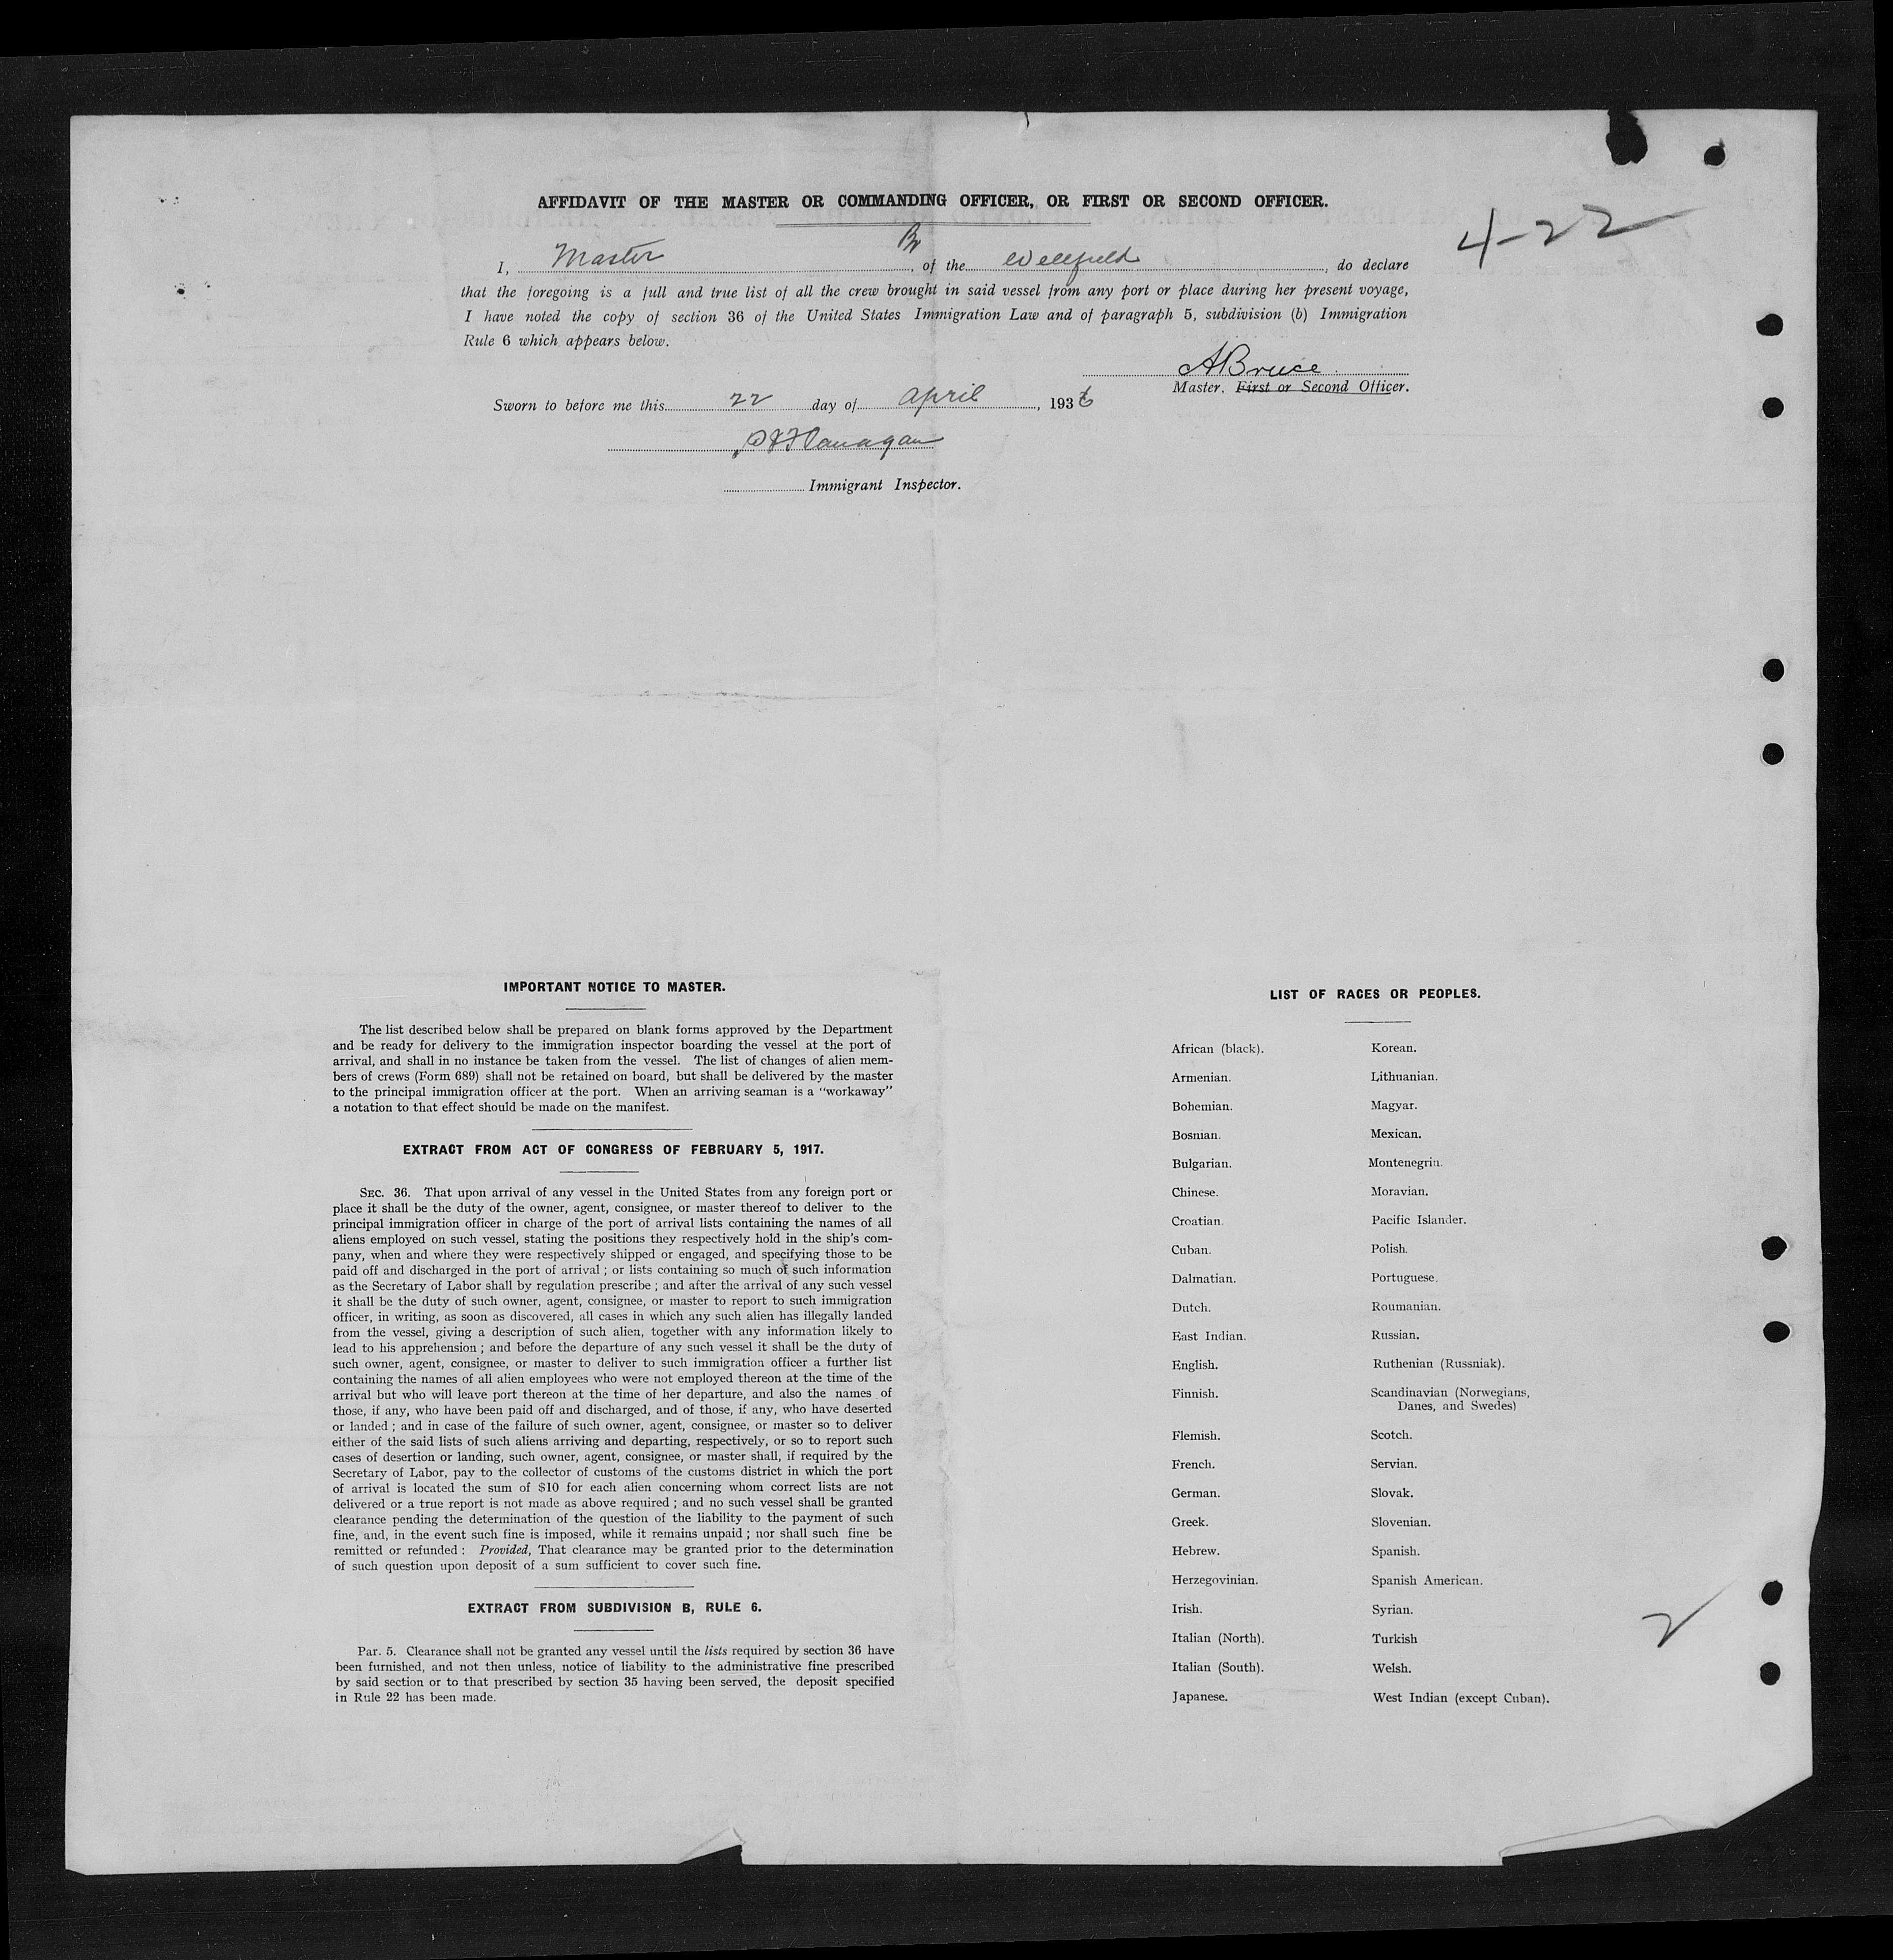 AFFIDAVIT OF THE MASTER OR COMMANDING OFFICER, OR FIRST OR SECOND OFFICER.
4-22
I, Master, of the Wellfield, do declare
that the foregoing is a full and true list of all the crew brought in said vessel from any port or place during her present voyage,
I have noted the copy of section 36 of the United States Immigration Law and of paragraph 5, subdivision (b) Immigration
Rule 6 which appears below.
ABruce.
Master, First or Second Officer.
Sworn to before me this 22 day of April, 1936
Flanagan
Immigrant Inspector.
IMPORTANT NOTICE TO MASTER.
The list described below shall be prepared on blank forms approved by the Department
and be ready for delivery to the immigration inspector boarding the vessel at the port of
arrival, and shall in no instance be taken from the vessel. The list of changes of alien mem-
bers of crews (Form 689) shall not be retained on board, but shall be delivered by the master
to the principal immigration officer at the port. When an arriving seaman is a "workaway"
a notation to that effect should be made on the manifest.
EXTRACT FROM ACT OF CONGRESS OF FEBRUARY 5, 1917.
SEC. 36. That upon arrival of any vessel in the United States from any foreign port or
place it shall be the duty of the owner, agent, consignee, or master thereof to deliver to the
principal immigration officer in charge of the port of arrival lists containing the names of all
aliens employed on such vessel, stating the positions they respectively hold in the ship's com-
pany, when and where they were respectively shipped or engaged, and specifying those to be
paid off and discharged in the port of arrival; or lists containing so much of such information
as the Secretary of Labor shall by regulation prescribe; and after the arrival of any such vessel
it shall be the duty of such owner, agent, consignee, or master to report to such immigration
officer, in writing, as soon as discovered, all cases in which any such alien has illegally landed
from the vessel, giving a description of such alien, together with any information likely to
lead to his apprehension; and before the departure of any such vessel it shall be the duty of
such owner, agent, consignee, or master to deliver to such immigration officer a further list
containing the names of all alien employees who were not employed thereon at the time of the
arrival but who will leave port thereon at the time of her departure, and also the names of
those, if any, who have been paid off and discharged, and of those, if any, who have deserted
or landed; and in case of the failure of such owner, agent, consignee, or master so to deliver
either of the said lists of such aliens arriving and departing, respectively, or so to report such
cases of desertion or landing, such owner, agent, consignee, or master shall, if required by the
Secretary of Labor, pay to the collector of customs of the customs district in which the port
of arrival is located the sum of $10 for each alien concerning whom correct lists are not
delivered or a true report is not made as above required; and no such vessel shall be granted
clearance pending the determination of the question of the liability to the payment of such
fine, and, in the event such fine is imposed, while it remains unpaid; nor shall such fine be
remitted or refunded: Provided, That clearance may be granted prior to the determination
of such question upon deposit of a sum sufficient to cover such fine.
EXTRACT FROM SUBDIVISION B, RULE 6.
Par. 5. Clearance shall not be granted any vessel until the lists required by section 36 have
been furnished, and not then unless, notice of liability to the administrative fine prescribed
by said section or to that prescribed by section 35 having been served, the deposit specified
in Rule 22 has been made.
LIST OF RACES OR PEOPLES.
African (black). Korean.
Armenian. Lithuanian.
Bohemian. Magyar.
Bosnian. Mexican.
Bulgarian. Montenegrin.
Chinese. Moravian.
Croatian. Pacific Islander.
Cuban. Polish.
Dalmatian. Portuguese.
Dutch. Roumanian.
East Indian. Russian.
English. Ruthenian (Russniak).
Finnish. Scandinavian (Norwegians,
Danes, and Swedes)
Flemish. Scotch.
French. Servian.
German. Slovak.
Greek. Slovenian.
Hebrew. Spanish.
Herzegovinian. Spanish American.
Irish. Syrian.
Italian (North). Turkish
Italian (South). Welsh.
Japanese. West Indian (except Cuban).
2